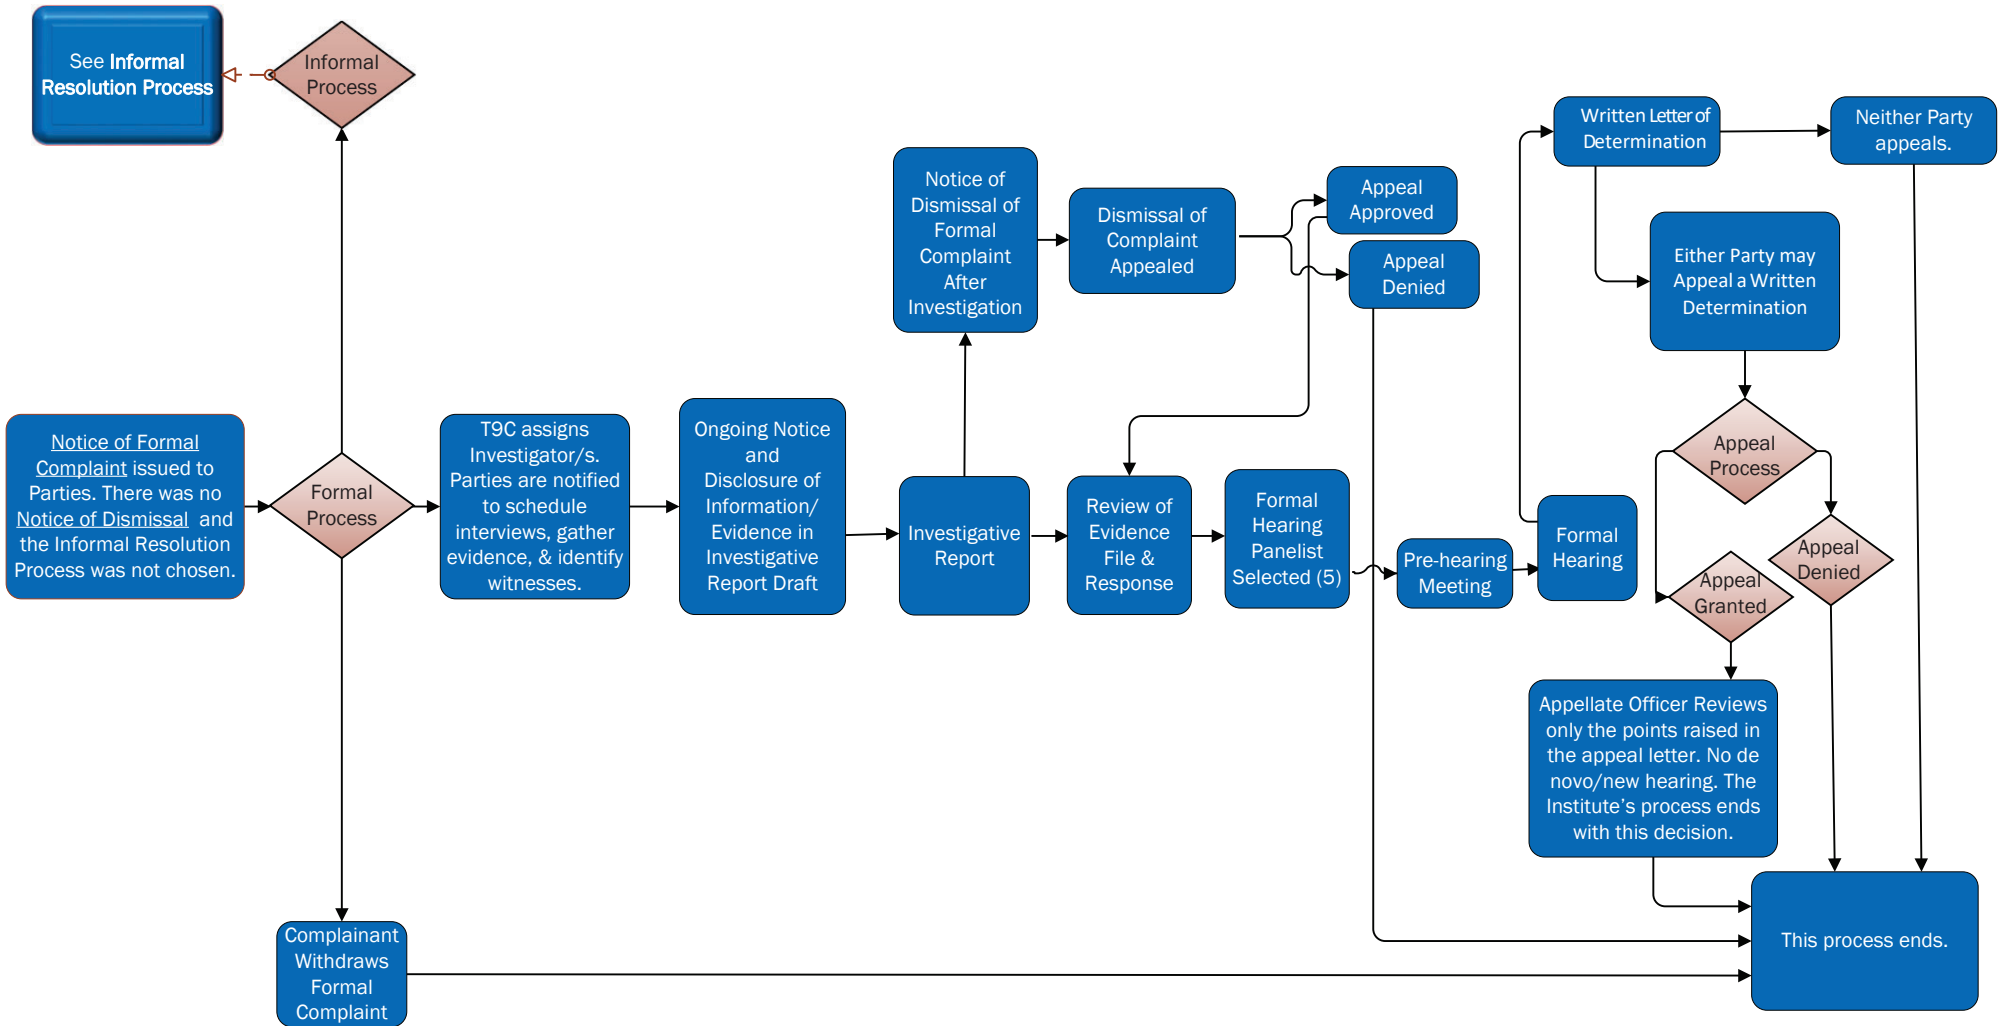 See Informal
Resolution Process
Informal
Process
Notice of Formal
Complaint issued to
Parties. There was no
Notice of Dismissal and
the Informal Resolution
Process was not chosen.
Formal
Process
Complainant
Withdraws
Formal
Complaint
T9C assigns
Investigator/s.
Parties are notified
to schedule
interviews, gather
evidence, & identify
witnesses.
Ongoing Notice
and
Disclosure of
Information/
Evidence in
Investigative
Report Draft
Investigative
Report
Notice of
Dismissal of
Formal
Complaint
After
Investigation
Dismissal of
Complaint
Appealed
Appeal
Approved
Appeal
Denied
Review of
Evidence
File &
Response
Formal
Hearing
Panelist
Selected (5)
Pre-hearing
Meeting
Formal
Hearing
Written Letter of
Determination
Neither Party
appeals.
Either Party may
Appeal a Written
Determination
Appeal
Process
Appeal
Denied
Appeal
Granted
Appellate Officer Reviews
only the points raised in
the appeal letter. No de
novo/new hearing. The
Institute’s process ends
with this decision.
This process ends.